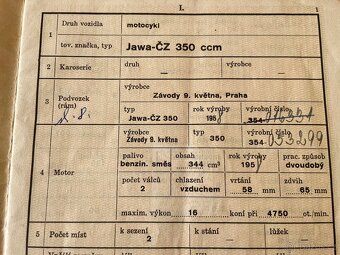 I.
1
1 Druh vozidla motocykl
tov. značka, typ Jawa-ČZ 350 ccm
2 Karoserie druh — výrobce
3 Podvozek (rám) výrobce
Závody 9. května, Praha
typ rok výroby výrobní číslo
Jawa-ČZ 195 354-
4 Motor výrobce typ výrobní číslo
Závody 9. května 350 354-
palivo obsah rok výroby prac. způsob
benzin. směs 344 cm³ 195 dvoudobý
počet válců chlazení vrtání zdvih
2 vzduchem 58 mm 65 mm
maxim. výkon 16 koní při 4750 ot./min.
5 Počet míst k sezení k stání lůžek
2 — —